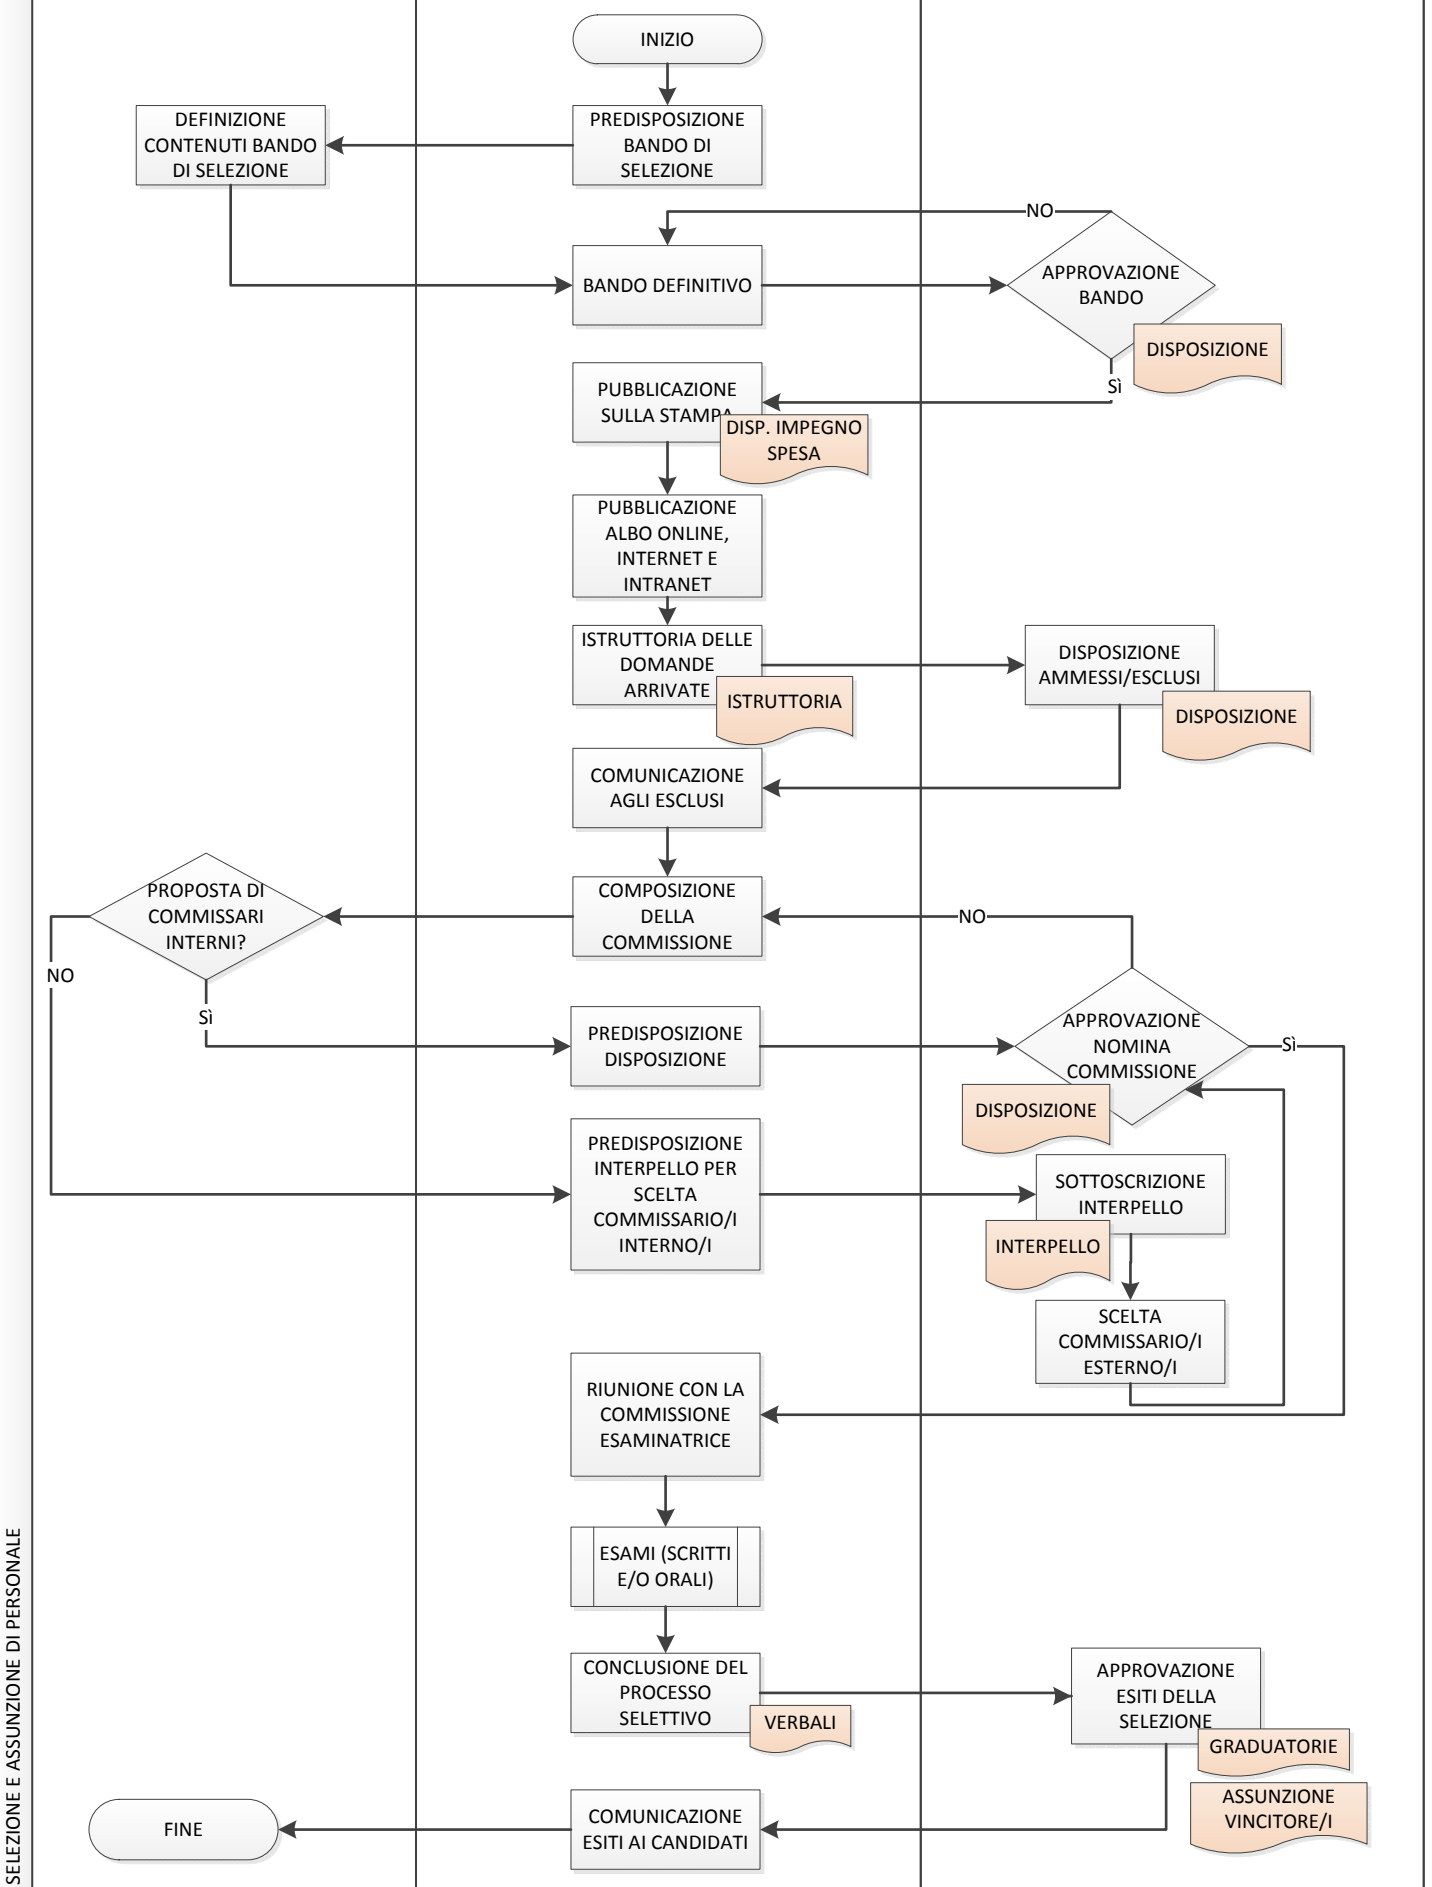 INIZIO
DEFINIZIONE
CONTENUTI BANDO
DI SELEZIONE
PREDISPOSIZIONE
BANDO DI
SELEZIONE
NO
BANDO DEFINITIVO
APPROVAZIONE
BANDO
DISPOSIZIONE
Sì
PUBBLICAZIONE
SULLA STAMPA
DISP. IMPEGNO
SPESA
PUBBLICAZIONE
ALBO ONLINE,
INTERNET E
INTRANET
ISTRUTTORIA DELLE
DOMANDE
ARRIVATE
ISTRUTTORIA
DISPOSIZIONE
AMMESSI/ESCLUSI
DISPOSIZIONE
COMUNICAZIONE
AGLI ESCLUSI
PROPOSTA DI
COMMISSARI
INTERNI?
COMPOSIZIONE
DELLA
COMMISSIONE
NO
NO
Sì
PREDISPOSIZIONE
DISPOSIZIONE
APPROVAZIONE
NOMINA
COMMISSIONE
Sì
DISPOSIZIONE
PREDISPOSIZIONE
INTERPELLO PER
SCELTA
COMMISSARIO/I
INTERNO/I
SOTTOSCRIZIONE
INTERPELLO
INTERPELLO
SCELTA
COMMISSARIO/I
ESTERNO/I
RIUNIONE CON LA
COMMISSIONE
ESAMINATRICE
ESAMI (SCRITTI
E/O ORALI)
CONCLUSIONE DEL
PROCESSO
SELETTIVO
VERBALI
APPROVAZIONE
ESITI DELLA
SELEZIONE
GRADUATORIE
ASSUNZIONE
VINCITORE/I
COMUNICAZIONE
ESITI AI CANDIDATI
FINE
SELEZIONE E ASSUNZIONE DI PERSONALE